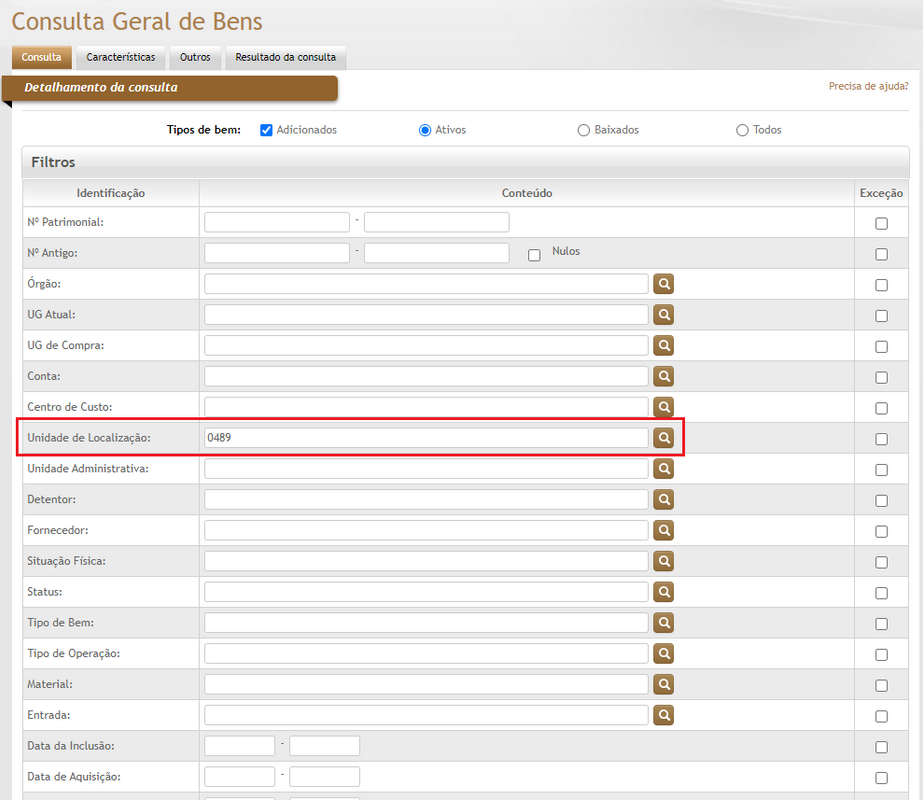 Consulta Geral de Bens
Consulta Características Outros Resultado da consulta
Detalhamento da consulta
Precisa de ajuda?
Tipos de bem: Adicionados Ativos Baixados Todos
Filtros
Identificação Conteúdo Exceção
Nº Patrimonial: -
Nº Antigo: - Nulos
Órgão:
UG Atual:
UG de Compra:
Conta:
Centro de Custo:
Unidade de Localização: 0489
Unidade Administrativa:
Detentor:
Fornecedor:
Situação Física:
Status:
Tipo de Bem:
Tipo de Operação:
Material:
Entrada:
Data da Inclusão: -
Data de Aquisição: -